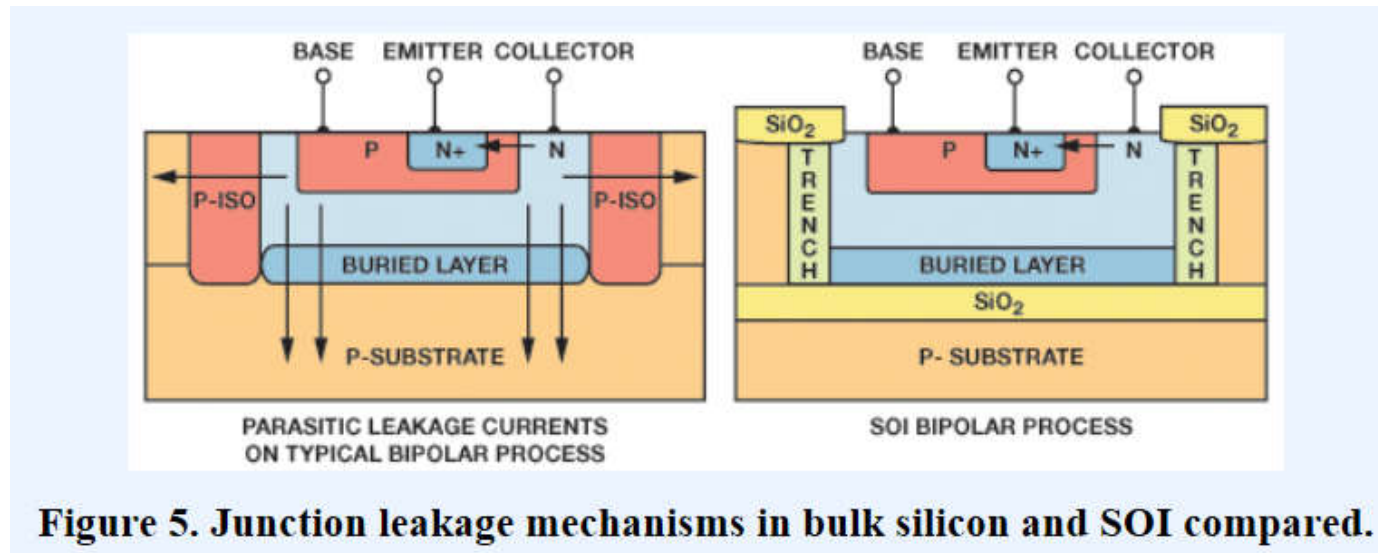 BASE EMITTER COLLECTOR
P N+ N
P-ISO P-ISO
BURIED LAYER
P-SUBSTRATE
PARASITIC LEAKAGE CURRENTS
ON TYPICAL BIPOLAR PROCESS
BASE EMITTER COLLECTOR
SiO₂ SiO₂
P N+ N
TRENCH TRENCH
BURIED LAYER
SiO₂
P- SUBSTRATE
SOI BIPOLAR PROCESS
Figure 5. Junction leakage mechanisms in bulk silicon and SOI compared.